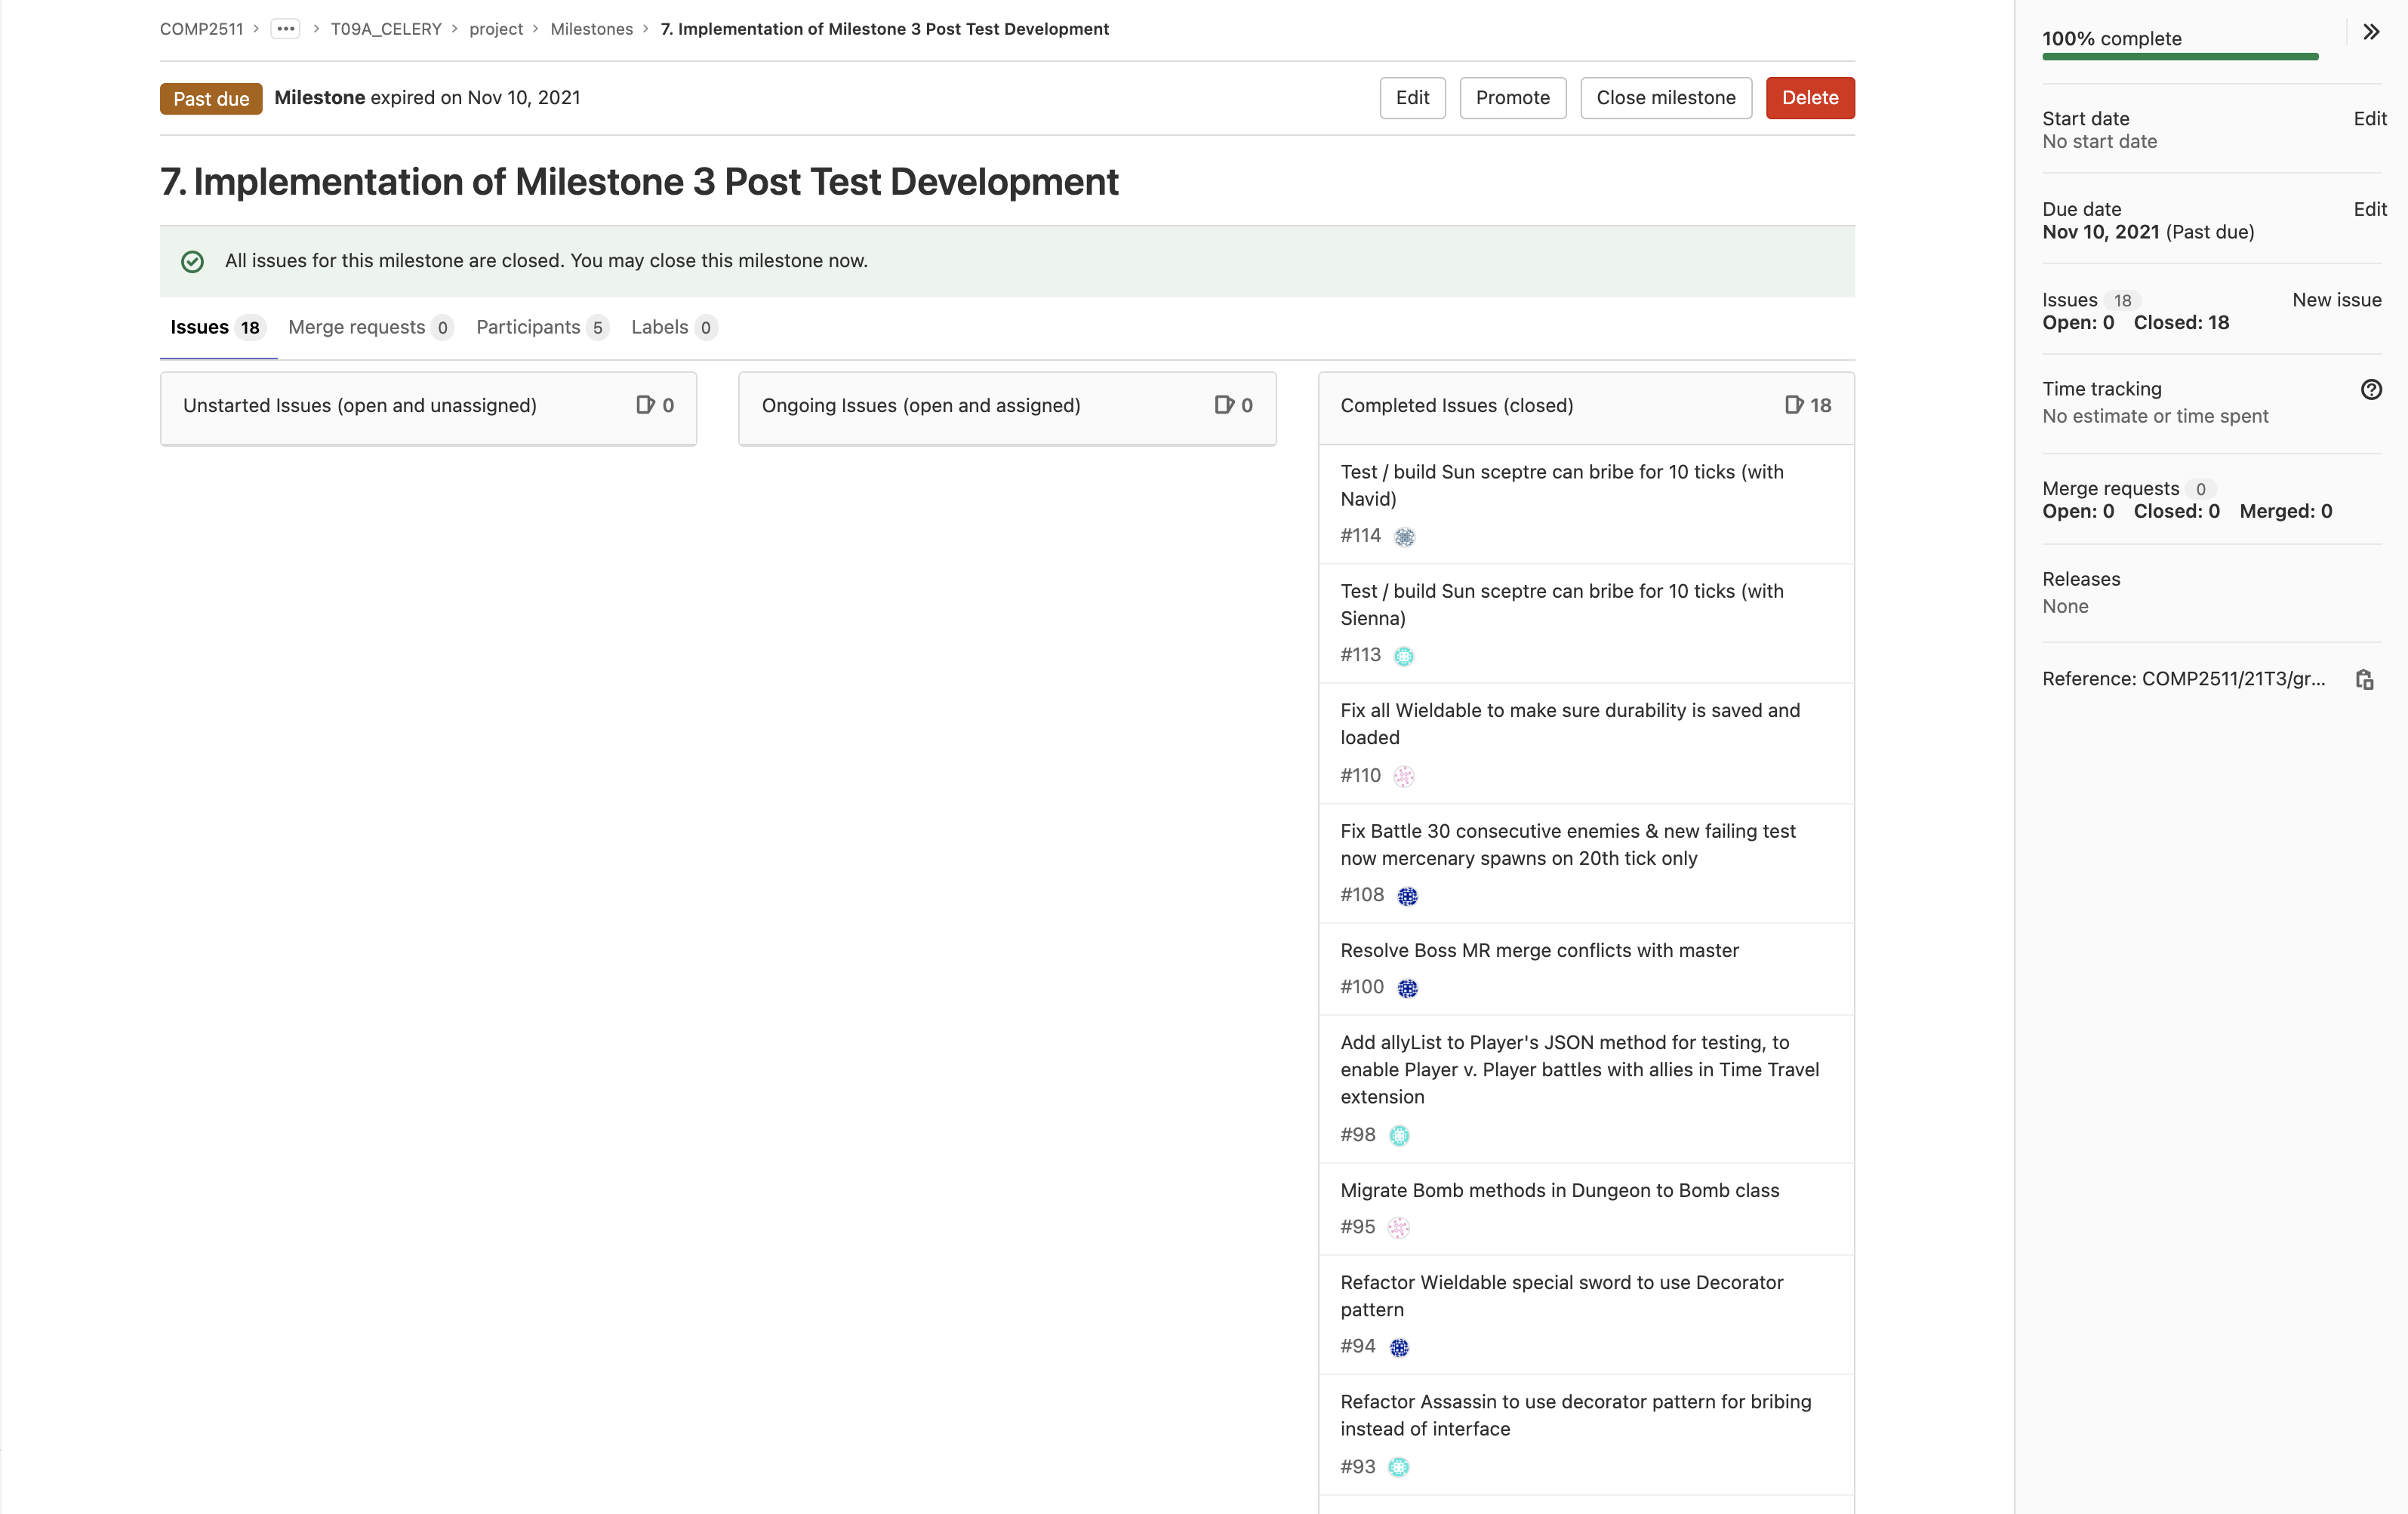 COMP2511 > ••• > T09A_CELERY > project > Milestones > 7. Implementation of Milestone 3 Post Test Development
Past due Milestone expired on Nov 10, 2021
Edit Promote Close milestone Delete
7. Implementation of Milestone 3 Post Test Development
All issues for this milestone are closed. You may close this milestone now.
Issues 18 Merge requests 0 Participants 5 Labels 0
Unstarted Issues (open and unassigned) 0
Ongoing Issues (open and assigned) 0
Completed Issues (closed) 18
Test / build Sun sceptre can bribe for 10 ticks (with
Navid)
#114
Test / build Sun sceptre can bribe for 10 ticks (with
Sienna)
#113
Fix all Wieldable to make sure durability is saved and
loaded
#110
Fix Battle 30 consecutive enemies & new failing test
now mercenary spawns on 20th tick only
#108
Resolve Boss MR merge conflicts with master
#100
Add allyList to Player's JSON method for testing, to
enable Player v. Player battles with allies in Time Travel
extension
#98
Migrate Bomb methods in Dungeon to Bomb class
#95
Refactor Wieldable special sword to use Decorator
pattern
#94
Refactor Assassin to use decorator pattern for bribing
instead of interface
#93
100% complete
Start date Edit
No start date
Due date Edit
Nov 10, 2021 (Past due)
Issues 18 New issue
Open: 0 Closed: 18
Time tracking
No estimate or time spent
Merge requests 0
Open: 0 Closed: 0 Merged: 0
Releases
None
Reference: COMP2511/21T3/gr...